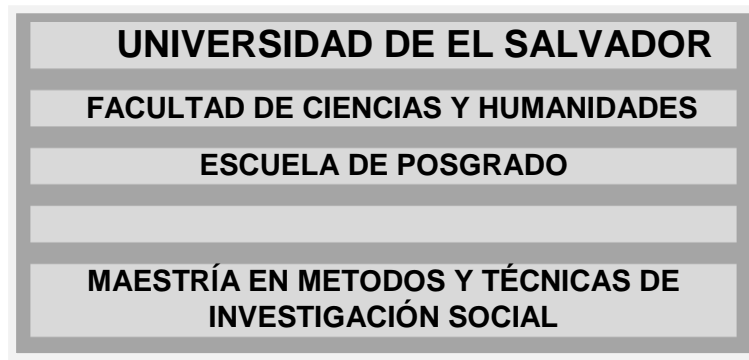 UNIVERSIDAD DE EL SALVADOR
FACULTAD DE CIENCIAS Y HUMANIDADES
ESCUELA DE POSGRADO
MAESTRÍA EN METODOS Y TÉCNICAS DE
INVESTIGACIÓN SOCIAL